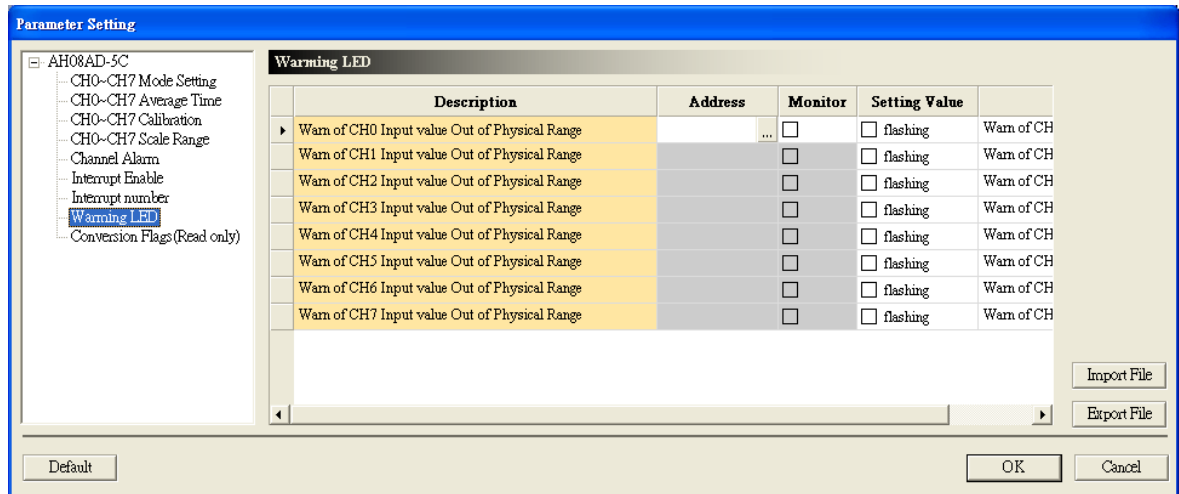 Parameter Setting
AH08AD-5C
CH0~CH7 Mode Setting
CH0~CH7 Average Time
CH0~CH7 Calibration
CH0~CH7 Scale Range
Channel Alarm
Interrupt Enable
Interrupt number
Warming LED
Conversion Flags(Read only)
Warming LED
Description Address Monitor Setting Value
Warn of CH0 Input value Out of Physical Range ... flashing Warn of CH
Warn of CH1 Input value Out of Physical Range flashing Warn of CH
Warn of CH2 Input value Out of Physical Range flashing Warn of CH
Warn of CH3 Input value Out of Physical Range flashing Warn of CH
Warn of CH4 Input value Out of Physical Range flashing Warn of CH
Warn of CH5 Input value Out of Physical Range flashing Warn of CH
Warn of CH6 Input value Out of Physical Range flashing Warn of CH
Warn of CH7 Input value Out of Physical Range flashing Warn of CH
Import File
Export File
Default OK Cancel